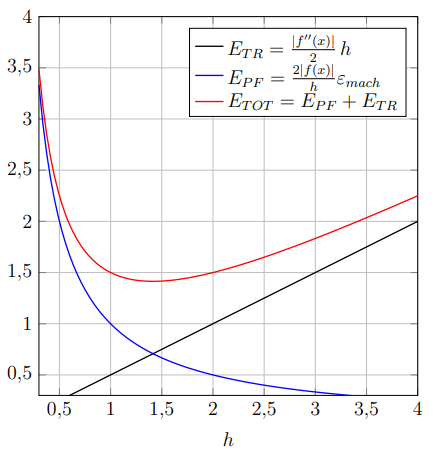 4
3,5
3
2,5
2
1,5
1
0,5
E_{TR} = \frac{|f''(x)|}{2} h
E_{PF} = \frac{2|f(x)|}{h} ε_{mach}
E_{TOT} = E_{PF} + E_{TR}
0,5 1 1,5 2 2,5 3 3,5 4
h